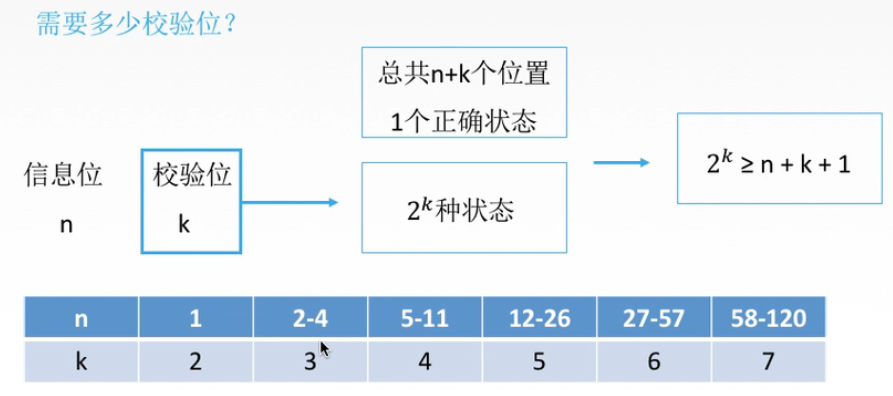 需要多少校验位?
总共n+k个位置
1个正确状态
信息位
n
校验位
k
2^k种状态
2^k ≥ n + k + 1
n 1 2-4 5-11 12-26 27-57 58-120
k 2 3 4 5 6 7